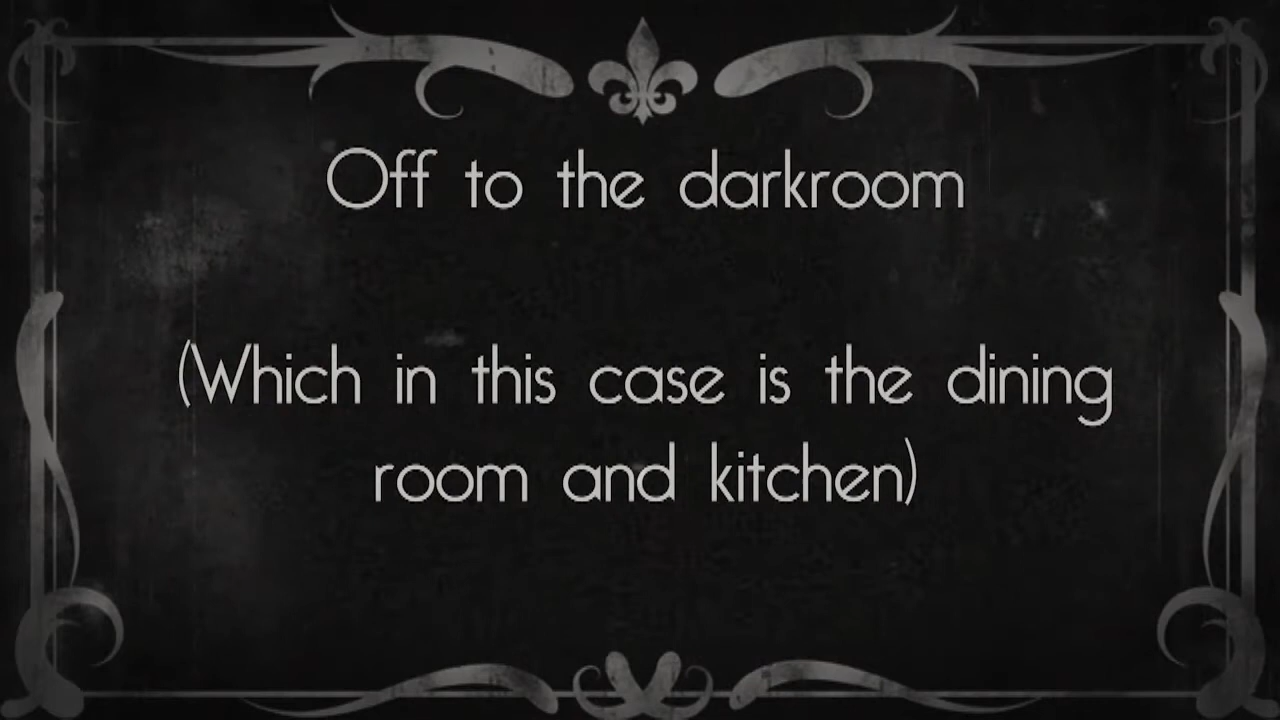 Off to the darkroom
(Which in this case is the dining
room and kitchen)